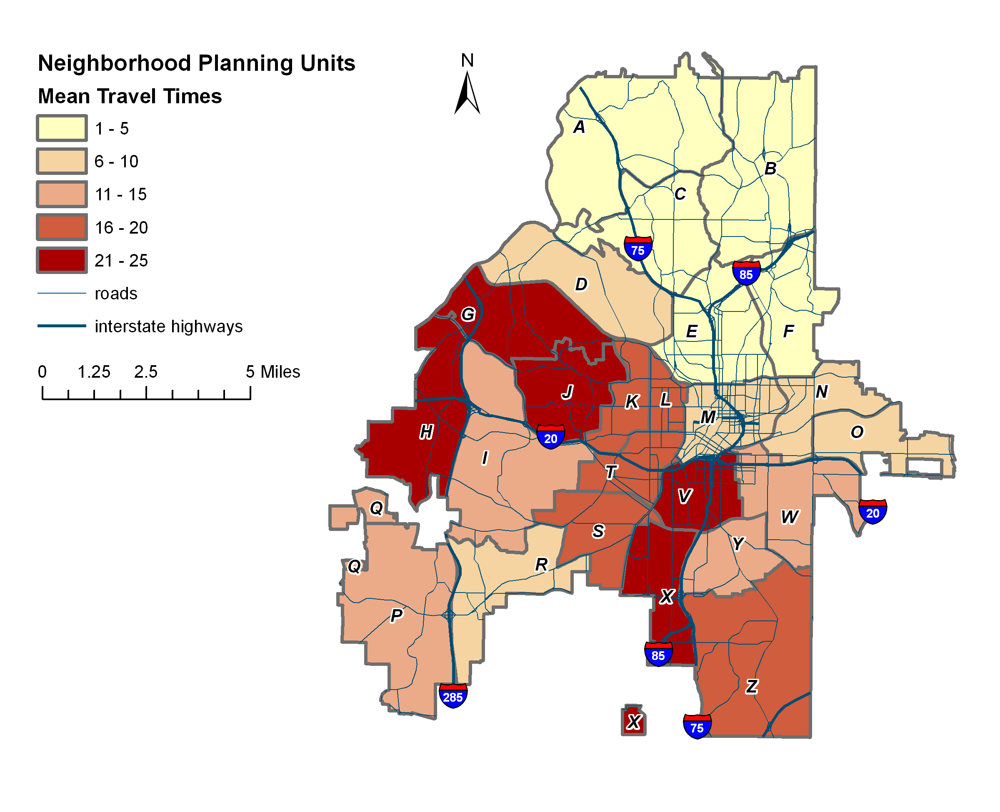 Neighborhood Planning Units
Mean Travel Times
1 - 5
6 - 10
11 - 15
16 - 20
21 - 25
roads
interstate highways
0 1.25 2.5 5 Miles
N
A
B
C
75
85
D
G
E
F
J
K
L
M
N
H
O
20
I
T
V
Q
20
W
S
Y
Q
R
X
P
85
Z
285
X
75